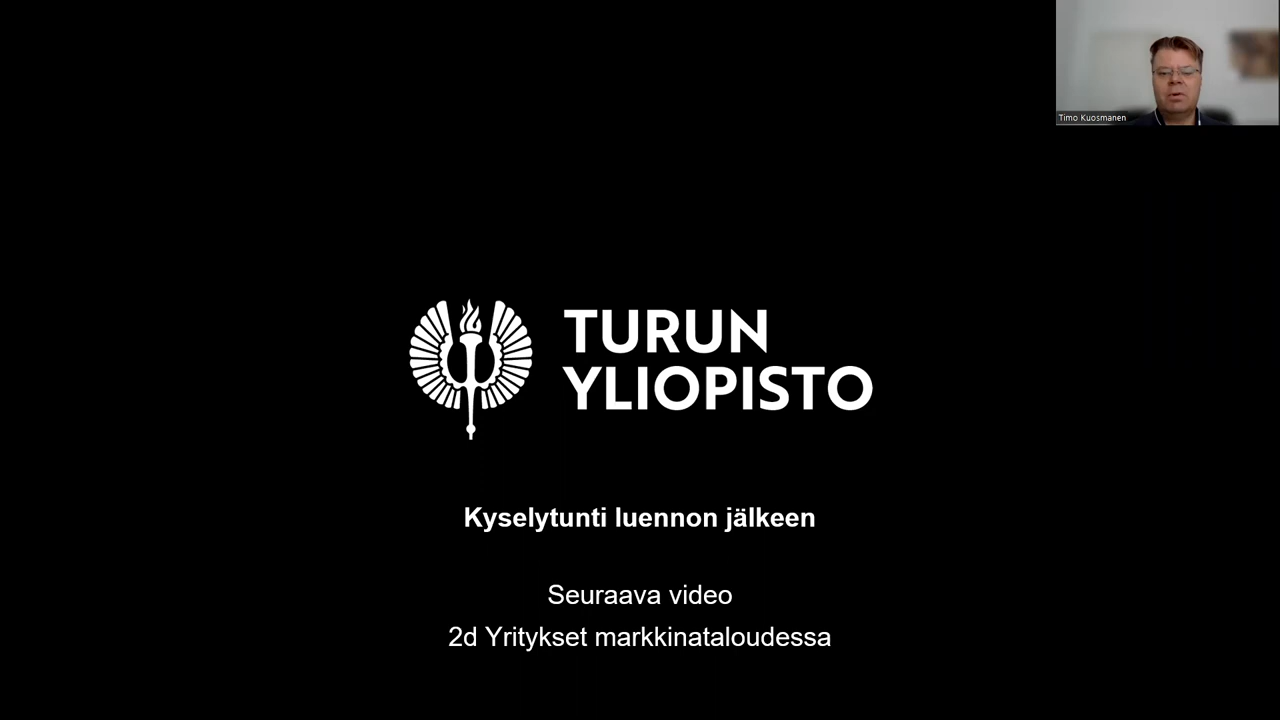 Timo Kuosmanen
TURUN
YLIOPISTO
Kyselytunti luennon jälkeen
Seuraava video
2d Yritykset markkinataloudessa